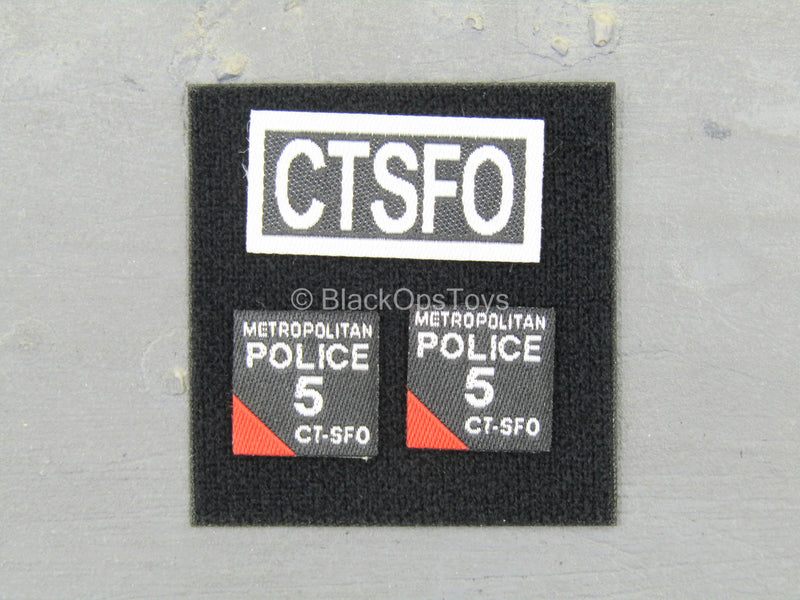 CTSFO
© BlackOpsToys
METROPOLITAN
POLICE
5
CT-SFO
METROPOLITAN
POLICE
5
CT-SFO